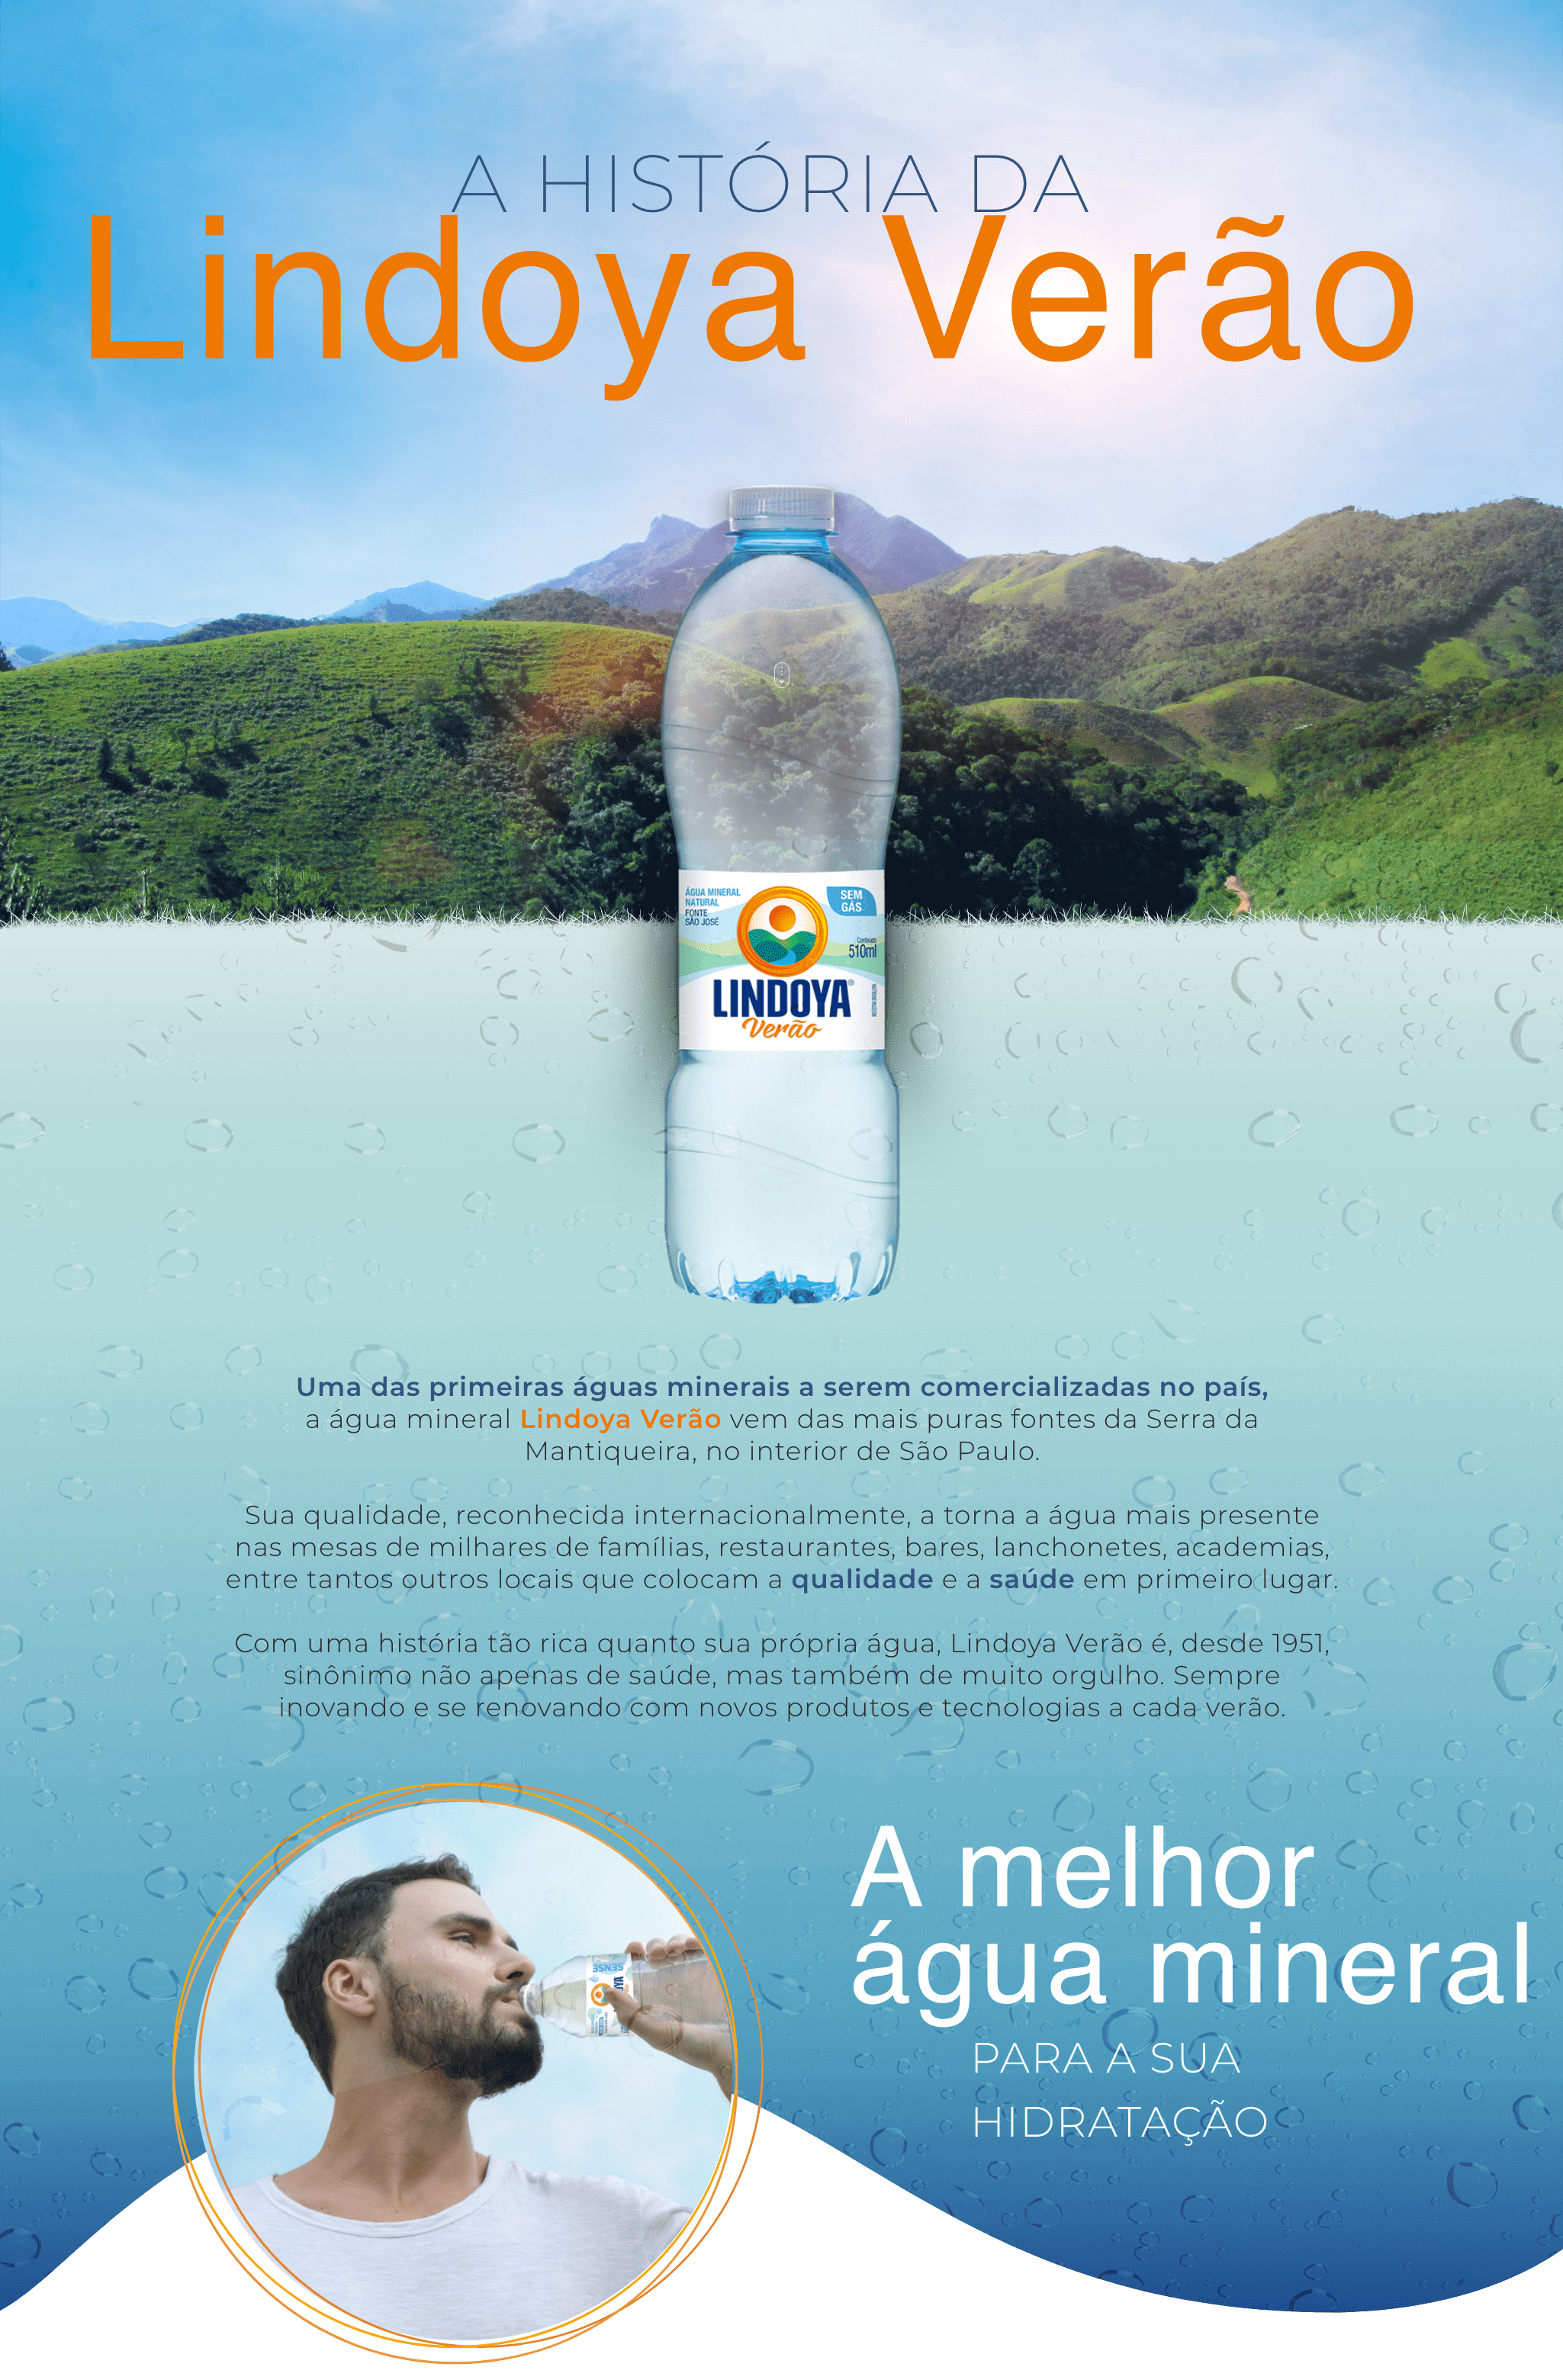 A HISTÓRIA DA
Lindoya Verão
ÁGUA MINERAL
NATURAL
FONTE
SÃO JOSÉ
SEM
GÁS
Conteúdo
510ml
LINDOYA
Verão
INDÚSTRIA BRASILEIRA
Uma das primeiras águas minerais a serem comercializadas no país,
a água mineral Lindoya Verão vem das mais puras fontes da Serra da
Mantiqueira, no interior de São Paulo.
Sua qualidade, reconhecida internacionalmente, a torna a água mais presente
nas mesas de milhares de famílias, restaurantes, bares, lanchonetes, academias,
entre tantos outros locais que colocam a qualidade e a saúde em primeiro lugar.
Com uma história tão rica quanto sua própria água, Lindoya Verão é, desde 1951,
sinônimo não apenas de saúde, mas também de muito orgulho. Sempre
inovando e se renovando com novos produtos e tecnologias a cada verão.
SENSE
A melhor
água mineral
PARA A SUA
HIDRATAÇÃO